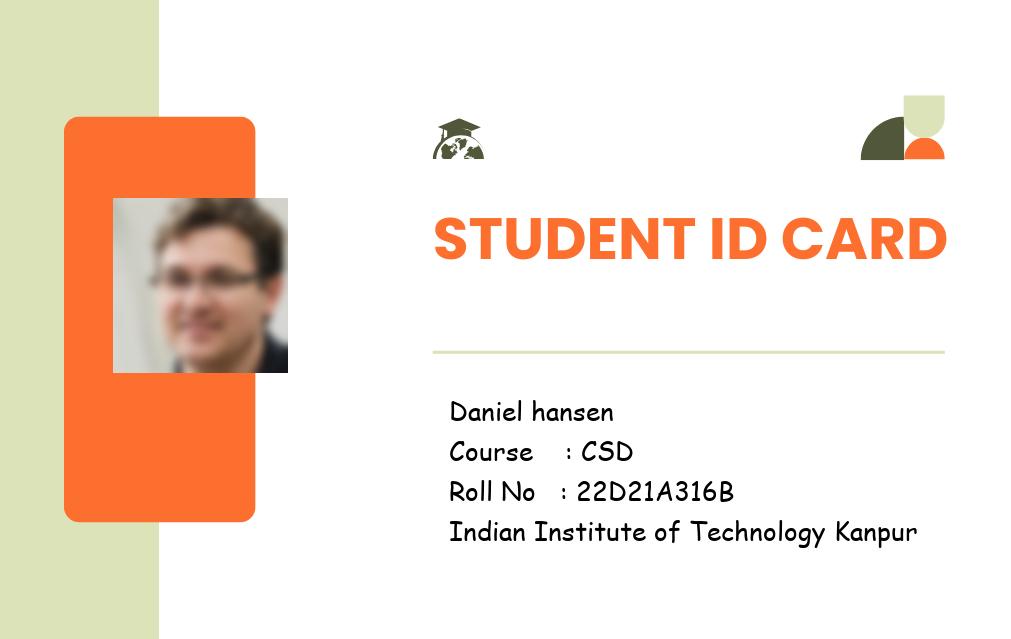 STUDENT ID CARD
Daniel hansen
Course : CSD
Roll No : 22D21A316B
Indian Institute of Technology Kanpur